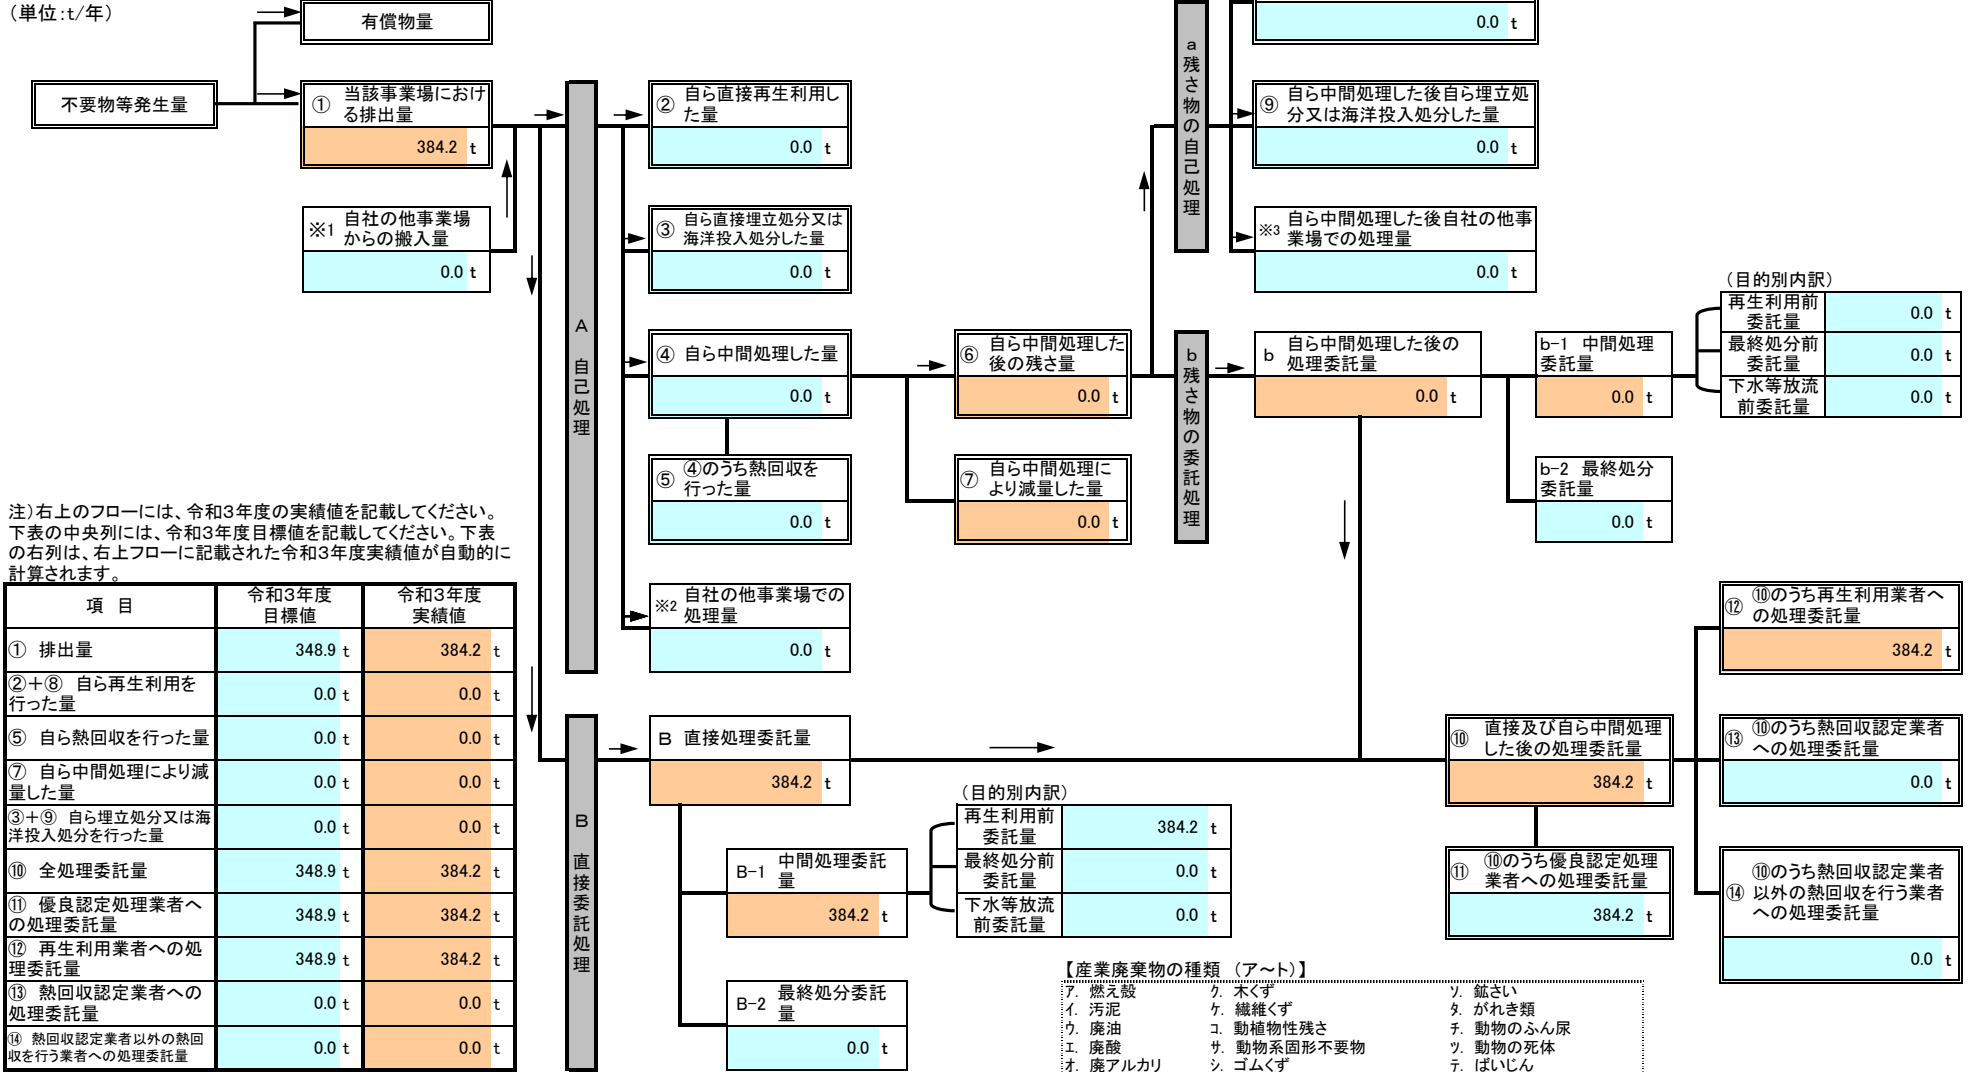 （単位：t/年）
有償物量
不要物等発生量
① 当該事業場におけ
る排出量
384.2 t
※1 自社の他事業場
からの搬入量
0.0 t
A 自己処理
② 自ら直接再生利用し
た量
0.0 t
③ 自ら直接埋立処分又は
海洋投入処分した量
0.0 t
④ 自ら中間処理した量
0.0 t
⑤ ④のうち熱回収を
行った量
0.0 t
※2 自社の他事業場での
処理量
0.0 t
⑥ 自ら中間処理した
後の残さ量
0.0 t
⑦ 自ら中間処理に
より減量した量
0.0 t
a 残さ物の自己処理
0.0 t
⑨ 自ら中間処理した後自ら埋立処
分又は海洋投入処分した量
0.0 t
※3 自ら中間処理した後自社の他事
業場での処理量
0.0 t
b 残さ物の委託処理
b 自ら中間処理した後の
処理委託量
0.0 t
b-1 中間処理
委託量
0.0 t
b-2 最終処分
委託量
0.0 t
（目的別内訳）
再生利用前
委託量
0.0 t
最終処分前
委託量
0.0 t
下水等放流
前委託量
0.0 t
注）右上のフローには、令和3年度の実績値を記載してください。
下表の中央列には、令和3年度目標値を記載してください。下表
の右列は、右上フローに記載された令和3年度実績値が自動的に
計算されます。
項 目
令和3年度
目標値
令和3年度
実績値
① 排出量 348.9 t 384.2 t
②＋⑧ 自ら再生利用を
行った量 0.0 t 0.0 t
⑤ 自ら熱回収を行った量 0.0 t 0.0 t
⑦ 自ら中間処理により減
量した量 0.0 t 0.0 t
③＋⑨ 自ら埋立処分又は海
洋投入処分を行った量 0.0 t 0.0 t
⑩ 全処理委託量 348.9 t 384.2 t
⑪ 優良認定処理業者へ
の処理委託量 348.9 t 384.2 t
⑫ 再生利用業者への処
理委託量 348.9 t 384.2 t
⑬ 熱回収認定業者への
処理委託量 0.0 t 0.0 t
⑭ 熱回収認定業者以外の熱回
収を行う業者への処理委託量 0.0 t 0.0 t
B 直接委託処理
B 直接処理委託量
384.2 t
B-1 中間処理委託
量
384.2 t
B-2 最終処分委託
量
0.0 t
（目的別内訳）
再生利用前
委託量
384.2 t
最終処分前
委託量
0.0 t
下水等放流
前委託量
0.0 t
⑩ 直接及び自ら中間処理
した後の処理委託量
384.2 t
⑪ ⑩のうち優良認定処理
業者への処理委託量
384.2 t
⑫ ⑩のうち再生利用業者へ
の処理委託量
384.2 t
⑬ ⑩のうち熱回収認定業者
への処理委託量
0.0 t
⑭ ⑩のうち熱回収認定業者
以外の熱回収を行う業者
への処理委託量
0.0 t
【産業廃棄物の種類 （ア～ト）】
ア. 燃え殻 ク. 木くず ソ. 鉱さい
イ. 汚泥 ケ. 繊維くず タ. がれき類
ウ. 廃油 コ. 動植物性残さ チ. 動物のふん尿
エ. 廃酸 サ. 動物系固形不要物 ツ. 動物の死体
オ. 廃アルカリ シ. ゴムくず テ. ばいじん